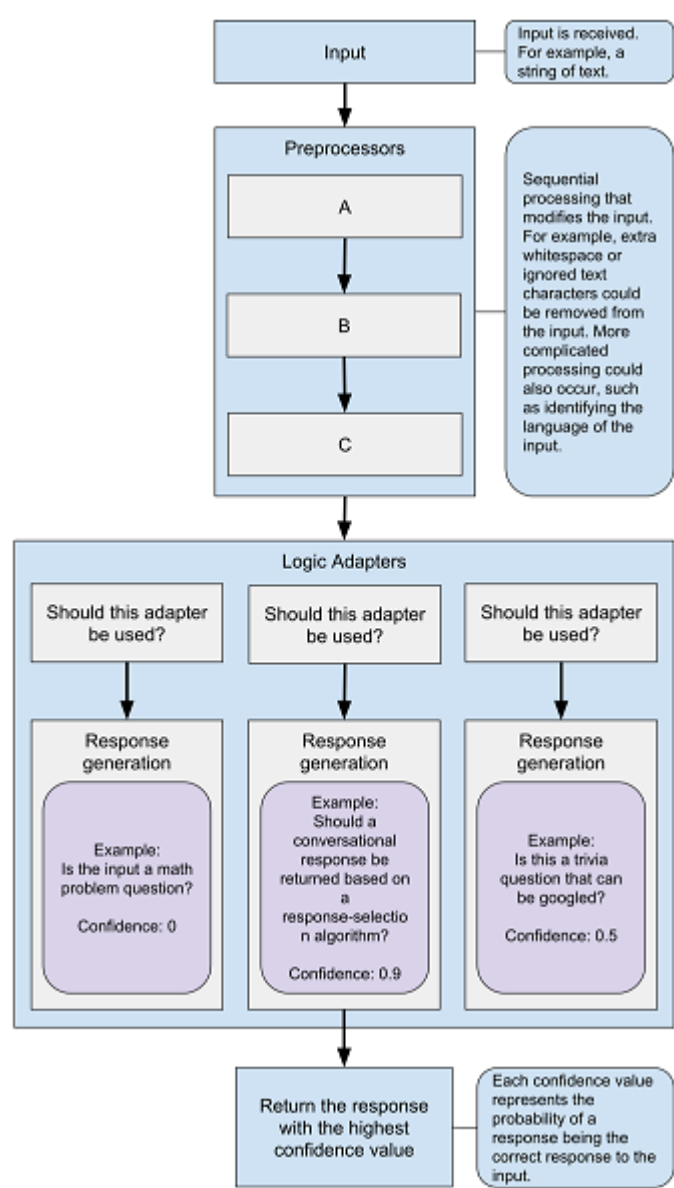 Input
Input is received.
For example, a
string of text.
Preprocessors
A
B
C
Sequential
processing that
modifies the input.
For example, extra
whitespace or
ignored text
characters could
be removed from
the input. More
complicated
processing could
also occur, such
as identifying the
language of the
input.
Logic Adapters
Should this adapter
be used?
Response
generation
Example:
Is the input a math
problem question?
Confidence: 0
Should this adapter
be used?
Response
generation
Example:
Should a
conversational
response be
returned based on
a
response-selectio
n algorithm?
Confidence: 0.9
Should this adapter
be used?
Response
generation
Example:
Is this a trivia
question that can
be googled?
Confidence: 0.5
Return the response
with the highest
confidence value
Each confidence value
represents the
probability of a
response being the
correct response to the
input.